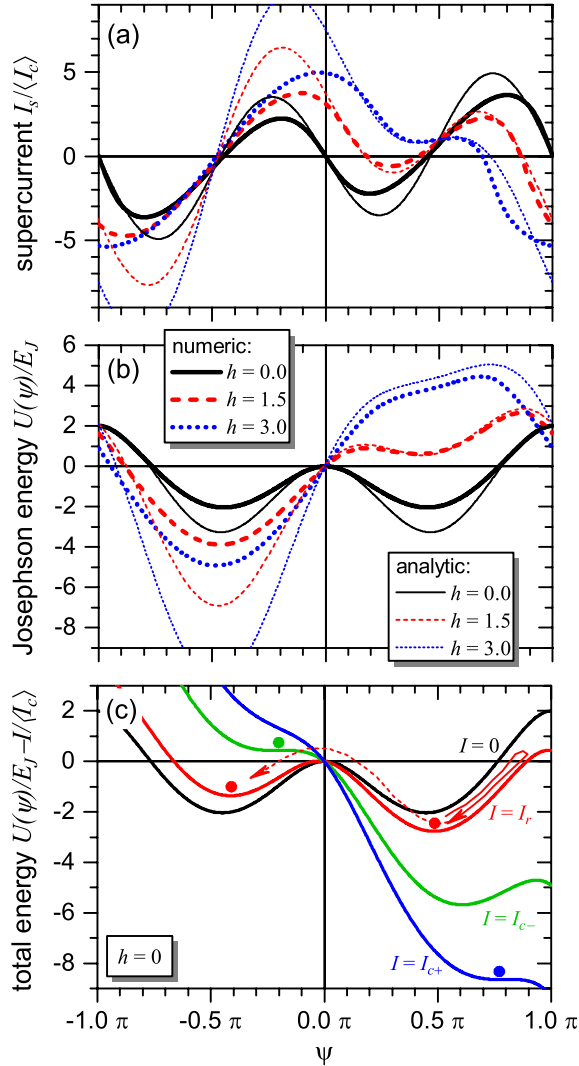 (a)
supercurrent I_s/⟨I_c⟩
5
0
-5
(b)
Josephson energy U(ψ)/E_J
6
4
2
0
-2
-4
-6
-8
numeric:
h = 0.0
h = 1.5
h = 3.0
analytic:
h = 0.0
h = 1.5
h = 3.0
(c)
total energy U(ψ)/E_J–I/⟨I_c⟩
2
0
-2
-4
-6
-8
I = 0
I = I_r
I = I_c–
I = I_c+
h = 0
-1.0 π
-0.5 π
0.0 π
0.5 π
1.0 π
ψ